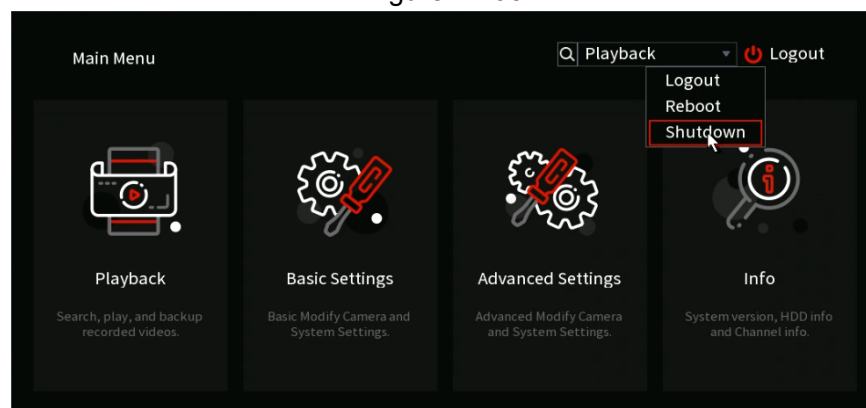 Main Menu
Playback
Logout
Logout
Reboot
Shutdown
Playback
Search, play, and backup
recorded videos.
Basic Settings
Basic Modify Camera and
System Settings.
Advanced Settings
Advanced Modify Camera
and System Settings.
Info
System version, HDD info
and Channel info.